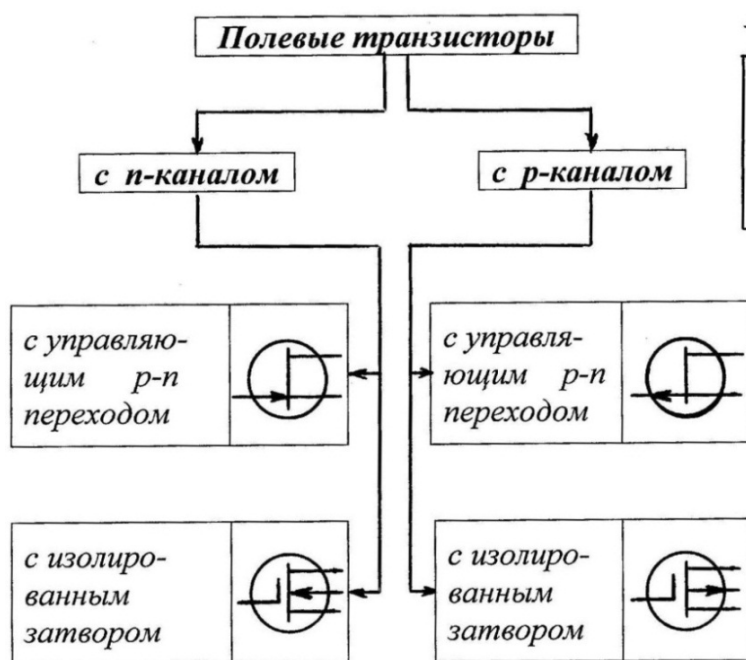 Полевые транзисторы
с n-каналом
с p-каналом
с управляю-
щим p-n
переходом
с управля-
ющим p-n
переходом
с изолиро-
ванным
затвором
с изолиро-
ванным
затвором